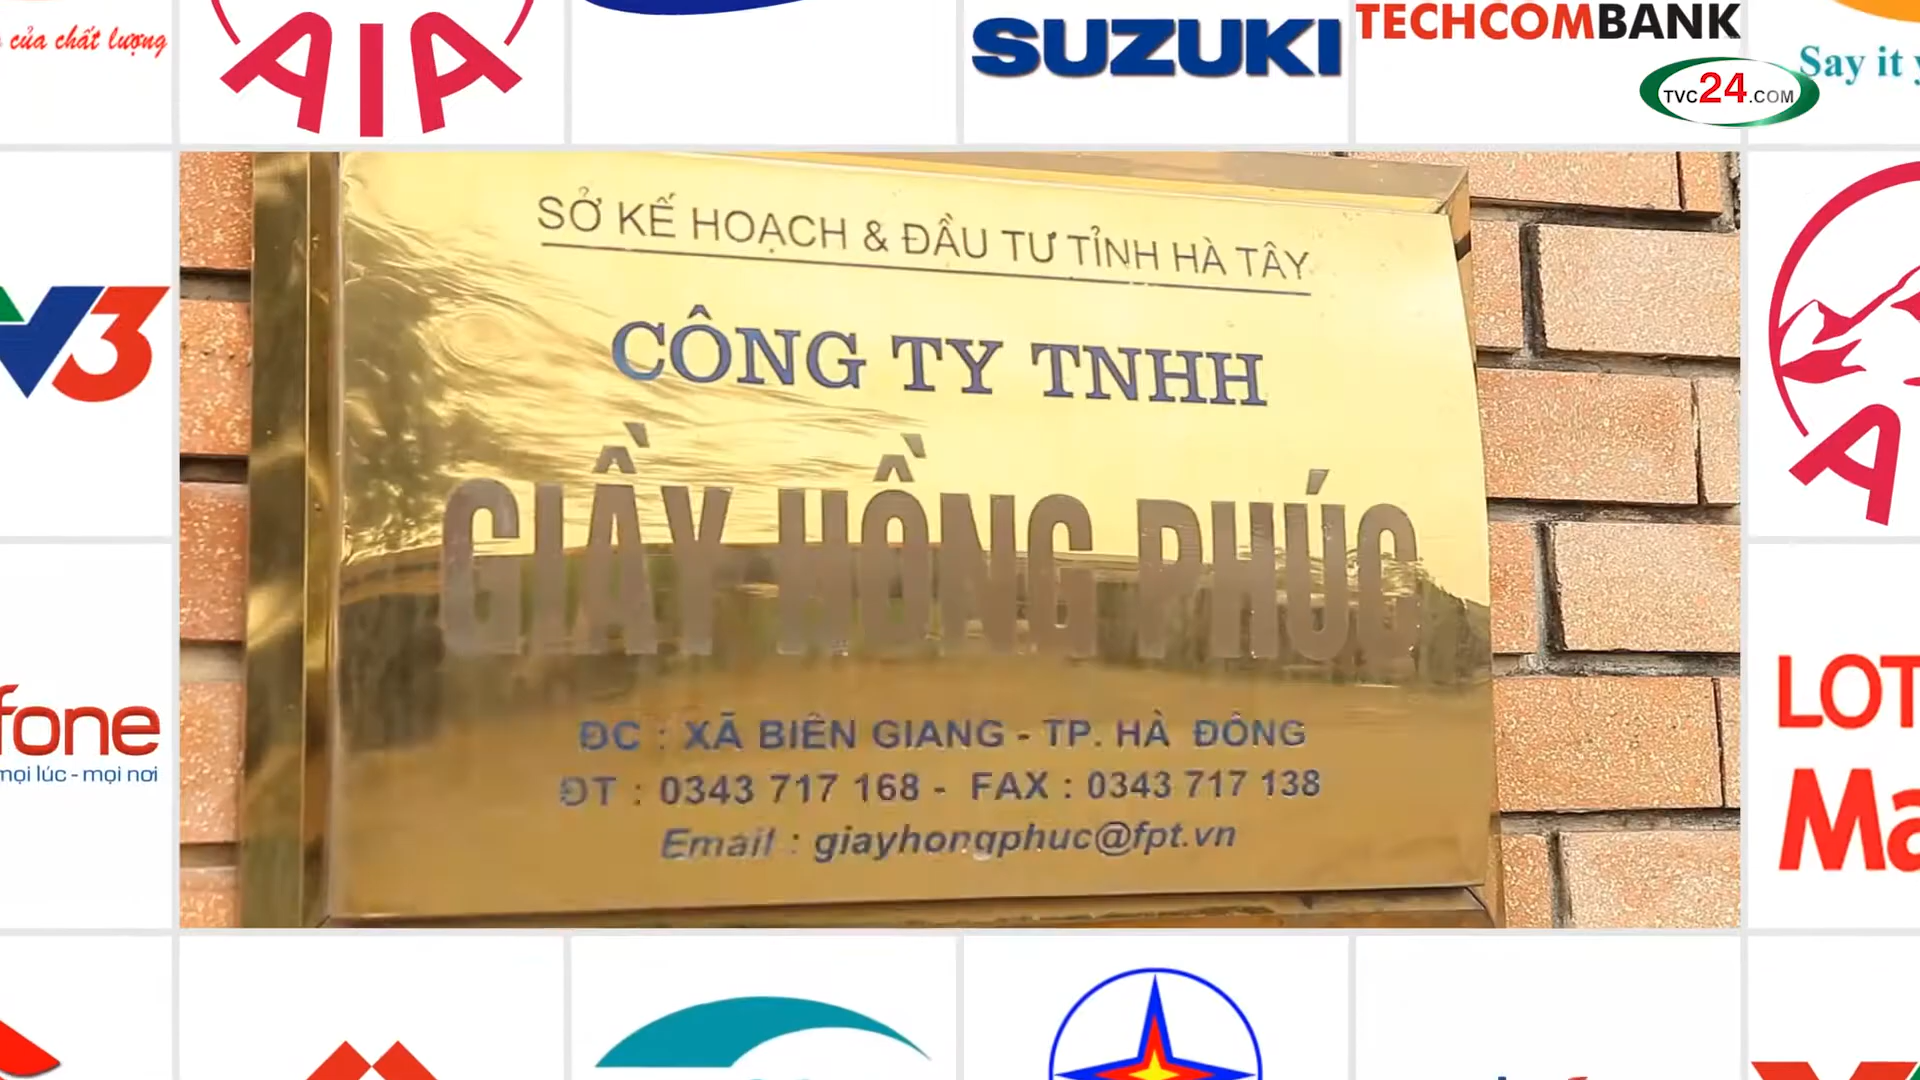 của chất lượng
AIA
SUZUKI
TECHCOMBANK
Say it
TVC24.COM
SỞ KẾ HOẠCH & ĐẦU TƯ TỈNH HÀ TÂY
CÔNG TY TNHH
GIẦY HỒNG PHÚC
ĐC : XÃ BIÊN GIANG - TP. HÀ ĐÔNG
ĐT : 0343 717 168 - FAX : 0343 717 138
Email : giayhongphuc@fpt.vn
V3
A
fone
mọi lúc - mọi nơi
LOT
Ma